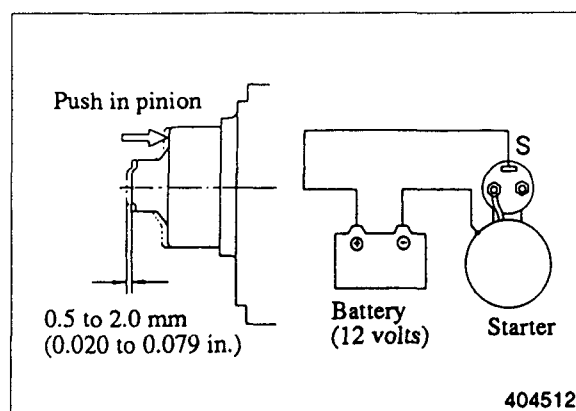 Push in pinion
S
⊕
⊖
0.5 to 2.0 mm
(0.020 to 0.079 in.)
Battery
(12 volts)
Starter
404512